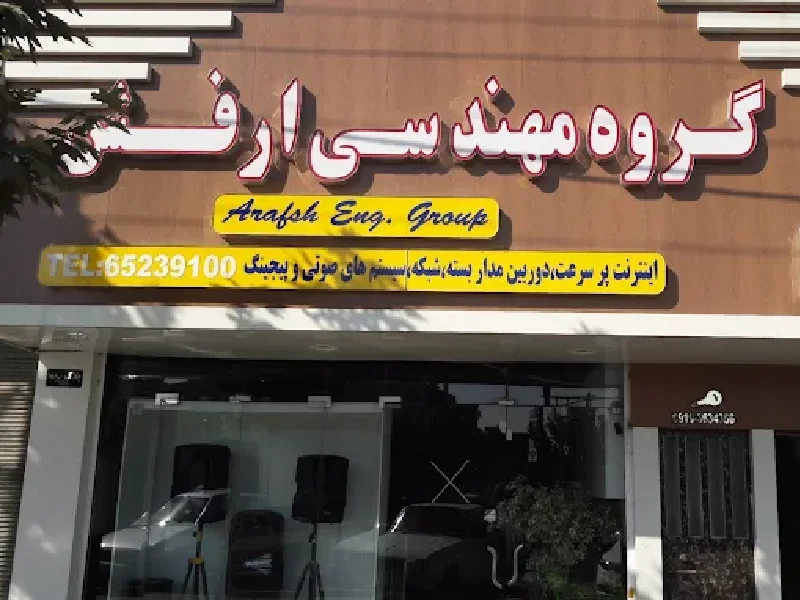 گروه مهندسی ارفش
Arafsh Eng. Group
اینترنت پر سرعت،دوربین مدار بسته،شبکه،سیستم های صوتی و پیجینگ TEL:65239100